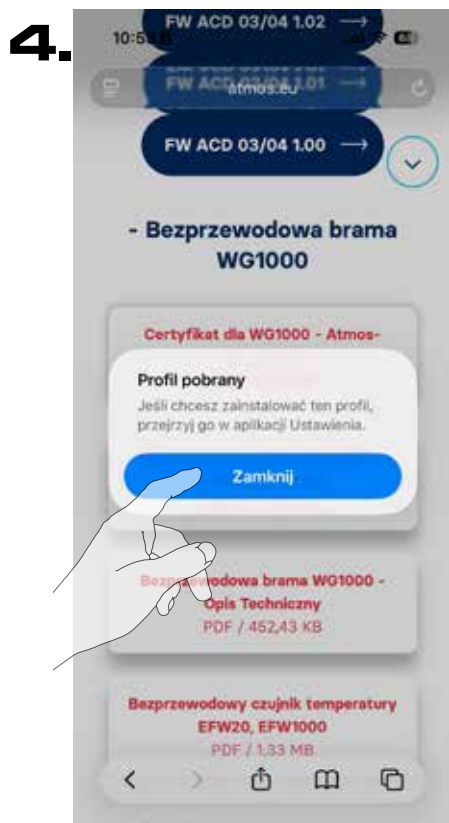 4.
FW ACD 03/04 1.02 →
atmos.eu
FW ACD 03/04 1.01 →
FW ACD 03/04 1.00 →
- Bezprzewodowa brama
WG1000
Certyfikat dla WG1000 - Atmos-
Profil pobrany
Jeśli chcesz zainstalować ten profil,
przejrzyj go w aplikacji Ustawienia.
Zamknij
Bezprzewodowa brama WG1000 -
Opis Techniczny
PDF / 452,43 KB
Bezprzewodowy czujnik temperatury
EFW20, EFW1000
PDF / 1,33 MB